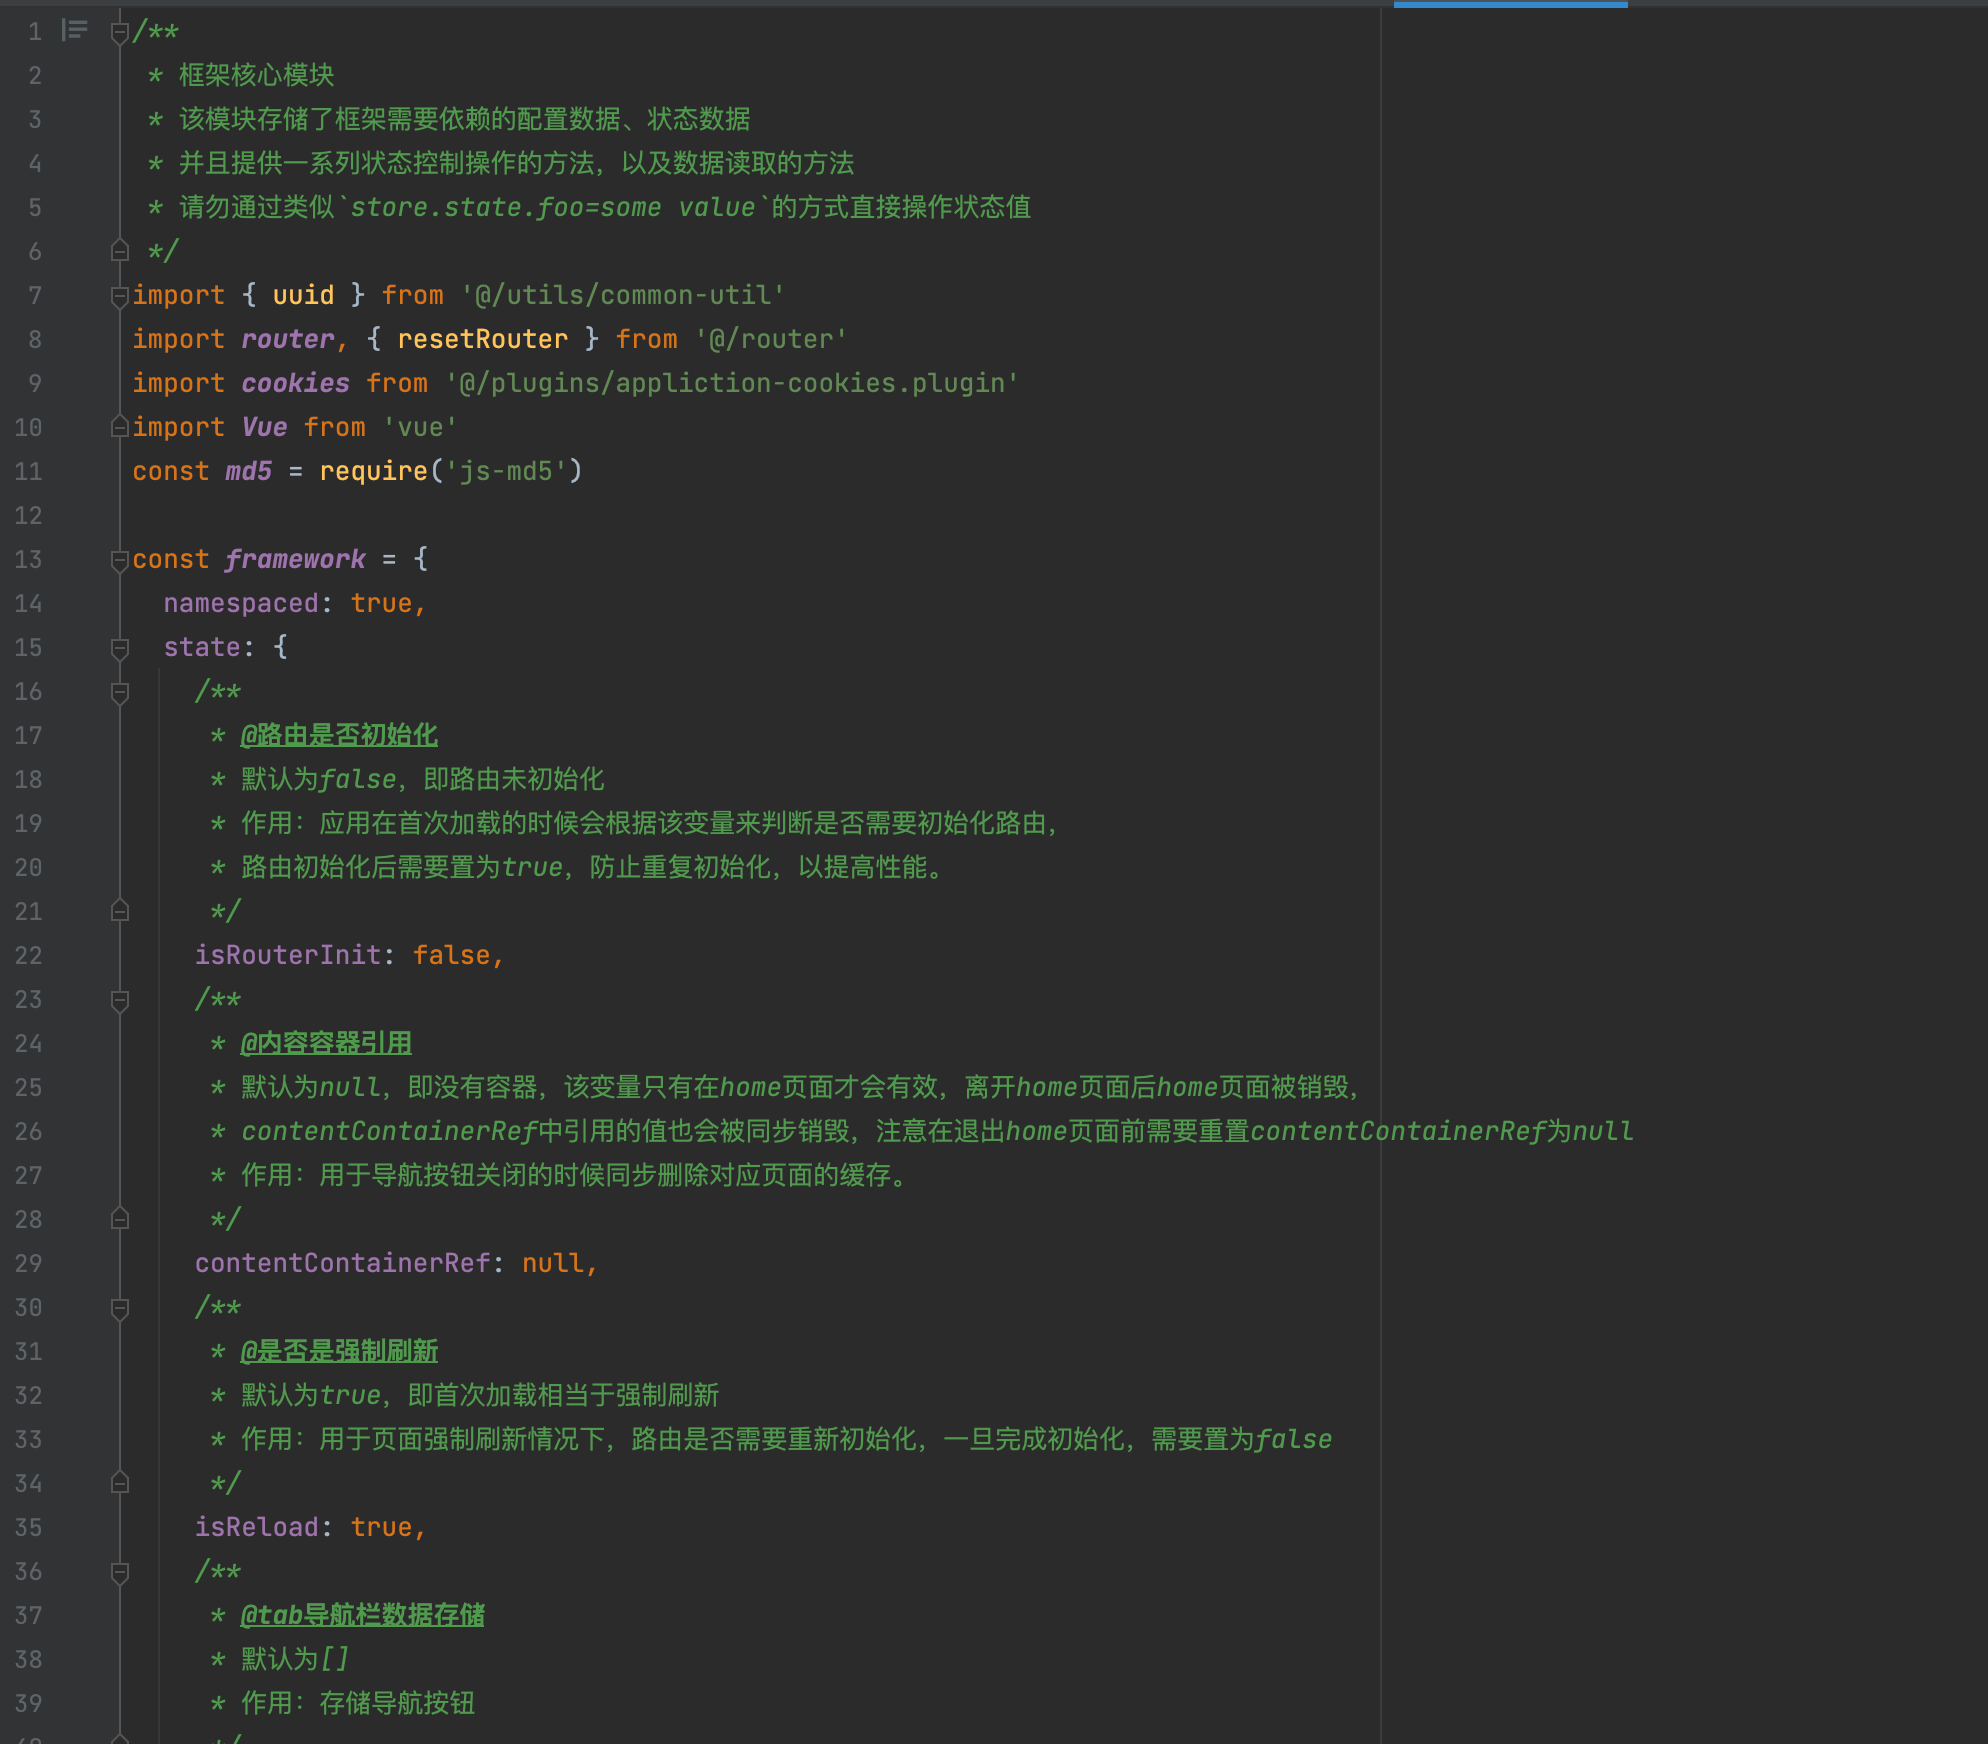 1 /**
2 * 框架核心模块
3 * 该模块存储了框架需要依赖的配置数据、状态数据
4 * 并且提供一系列状态控制操作的方法，以及数据读取的方法
5 * 请勿通过类似`store.state.foo=some value`的方式直接操作状态值
6 */
7 import { uuid } from '@/utils/common-util'
8 import router, { resetRouter } from '@/router'
9 import cookies from '@/plugins/appliction-cookies.plugin'
10 import Vue from 'vue'
11 const md5 = require('js-md5')
12
13 const framework = {
14 namespaced: true,
15 state: {
16 /**
17 * @路由是否初始化
18 * 默认为false，即路由未初始化
19 * 作用：应用在首次加载的时候会根据该变量来判断是否需要初始化路由，
20 * 路由初始化后需要置为true，防止重复初始化，以提高性能。
21 */
22 isRouterInit: false,
23 /**
24 * @内容容器引用
25 * 默认为null，即没有容器，该变量只有在home页面才会有效，离开home页面后home页面被销毁，
26 * contentContainerRef中引用的值也会被同步销毁，注意在退出home页面前需要重置contentContainerRef为null
27 * 作用：用于导航按钮关闭的时候同步删除对应页面的缓存。
28 */
29 contentContainerRef: null,
30 /**
31 * @是否是强制刷新
32 * 默认为true，即首次加载相当于强制刷新
33 * 作用：用于页面强制刷新情况下，路由是否需要重新初始化，一旦完成初始化，需要置为false
34 */
35 isReload: true,
36 /**
37 * @tab导航栏数据存储
38 * 默认为[]
39 * 作用：存储导航按钮